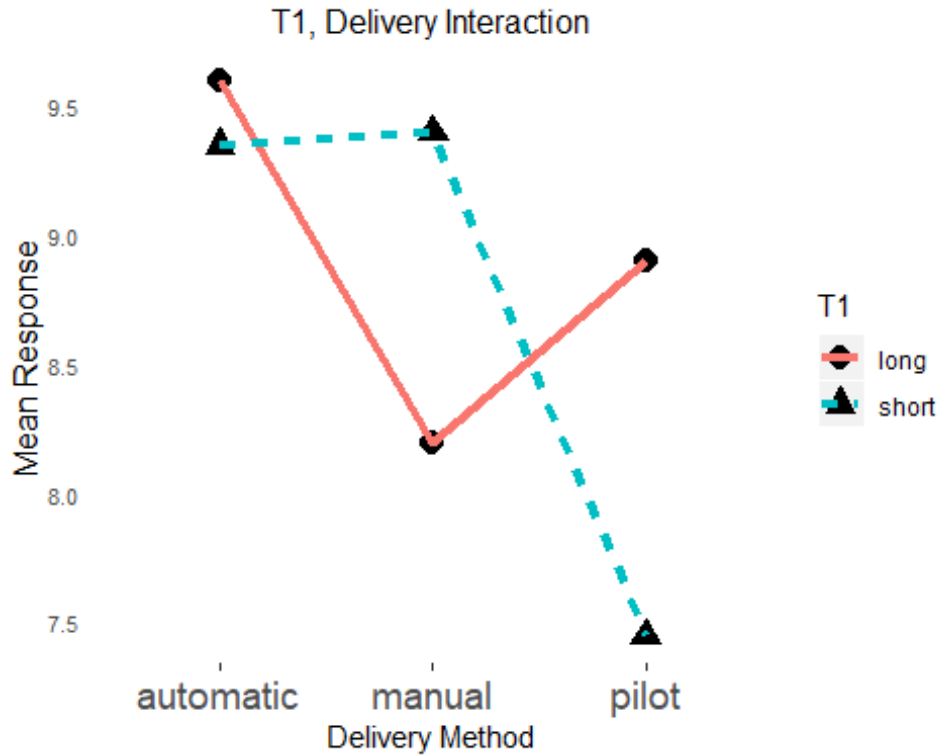 T1, Delivery Interaction
Mean Response
9.5
9.0
8.5
8.0
7.5
automatic manual pilot
Delivery Method
T1
long
short